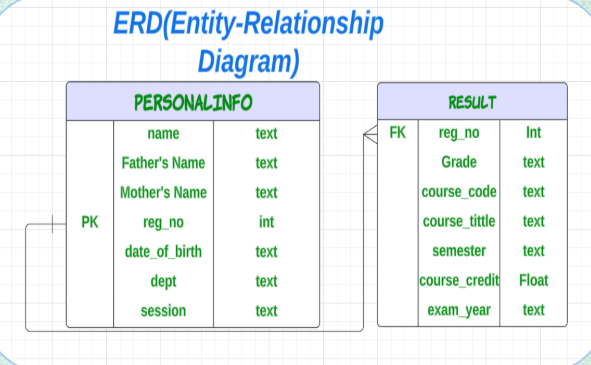 ERD(Entity-Relationship
Diagram)
PERSONALINFO
name text
Father's Name text
Mother's Name text
PK reg_no int
date_of_birth text
dept text
session text
RESULT
FK reg_no Int
Grade text
course_code text
course_tittle text
semester text
course_credit Float
exam_year text